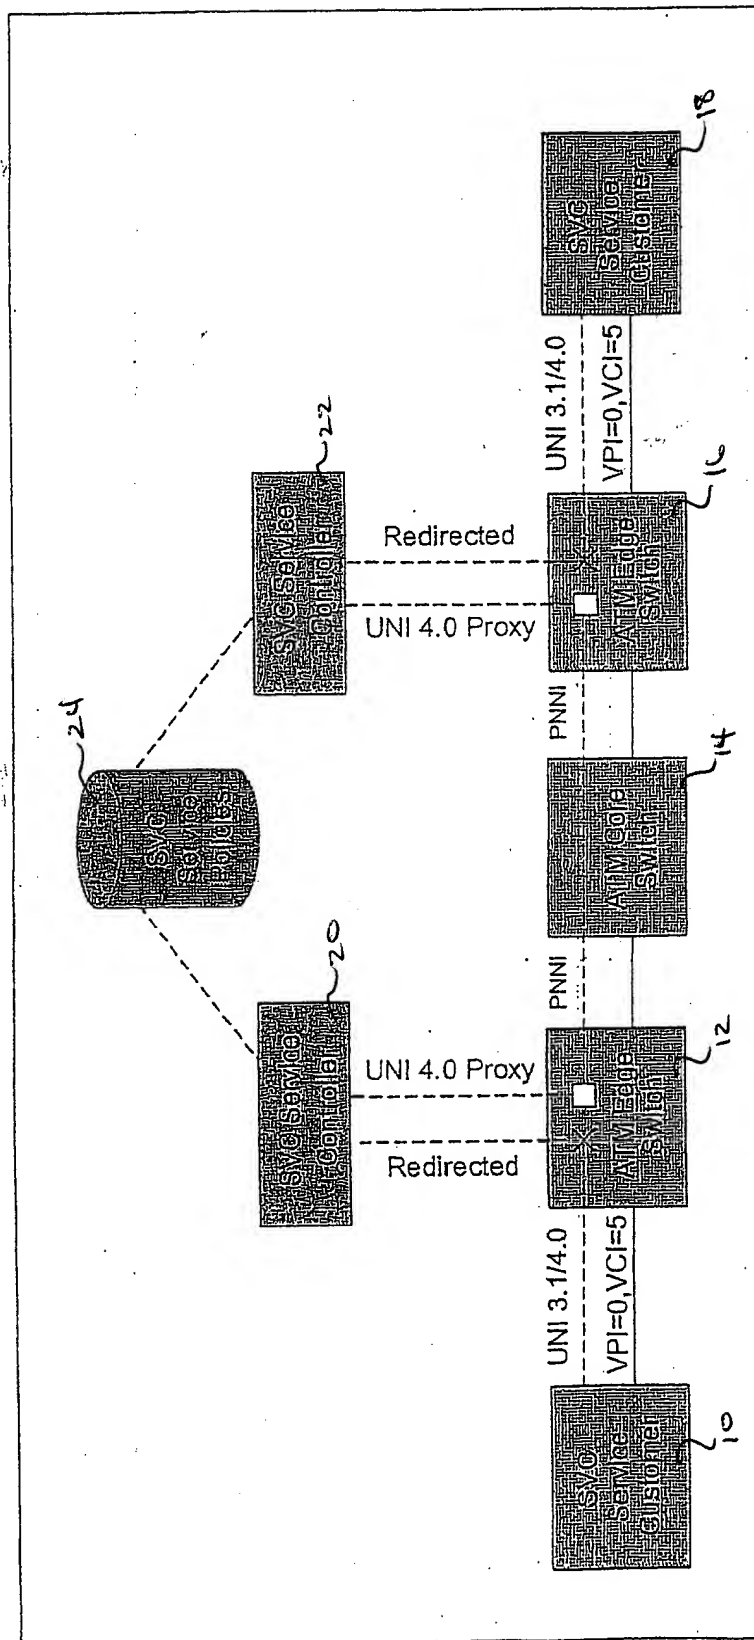 24
SVC
Service
Policies
20
SVC Service
Controller
22
SVC Service
Controller
Redirected
UNI 4.0 Proxy
UNI 4.0 Proxy
Redirected
UNI 3.1/4.0
VPI=0,VCI=5
PNNI
PNNI
UNI 3.1/4.0
VPI=0,VCI=5
SVC
Service
Customer
10
ATM Edge
Switch
12
ATM Core
Switch
14
ATM Edge
Switch
16
SVC
Service
Customer
18